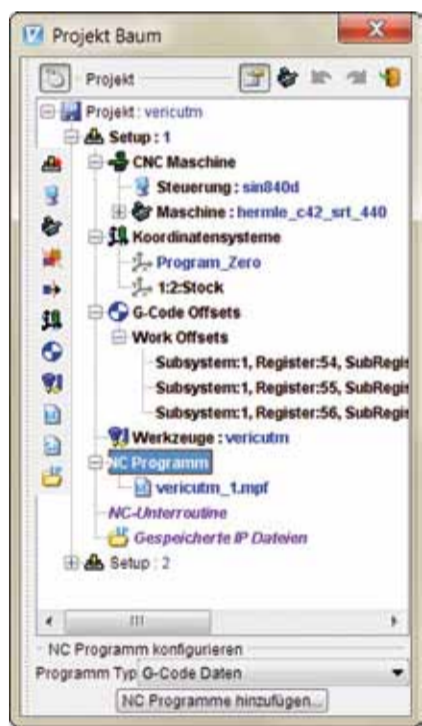 Projekt Baum
Projekt
Projekt : vericutm
Setup : 1
CNC Maschine
Steuerung : sin840d
Maschine : hermle_c42_srt_440
Koordinatensysteme
Program_Zero
1:2:Stock
G-Code Offsets
Work Offsets
Subsystem:1, Register:54, SubRegis
Subsystem:1, Register:55, SubRegis
Subsystem:1, Register:56, SubRegis
Werkzeuge : vericutm
NC Programm
vericutm_1.mpf
NC-Unterroutine
Gespeicherte IP Dateien
Setup : 2
NC Programm konfigurieren
Programm Typ G-Code Daten
NC Programme hinzufügen...